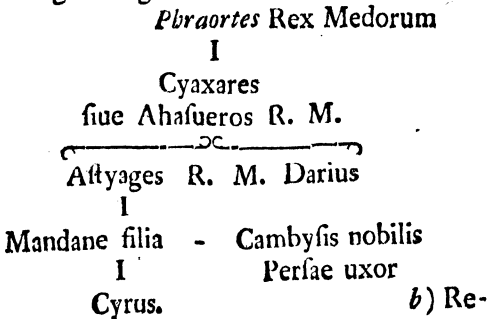 Phraortes Rex Medorum
I
Cyaxares
ſiue Ahaſueros R. M.
Aſtyages R. M. Darius
I
Mandane filia - Cambyſis nobilis
I Perſae uxor
Cyrus. b) Re-